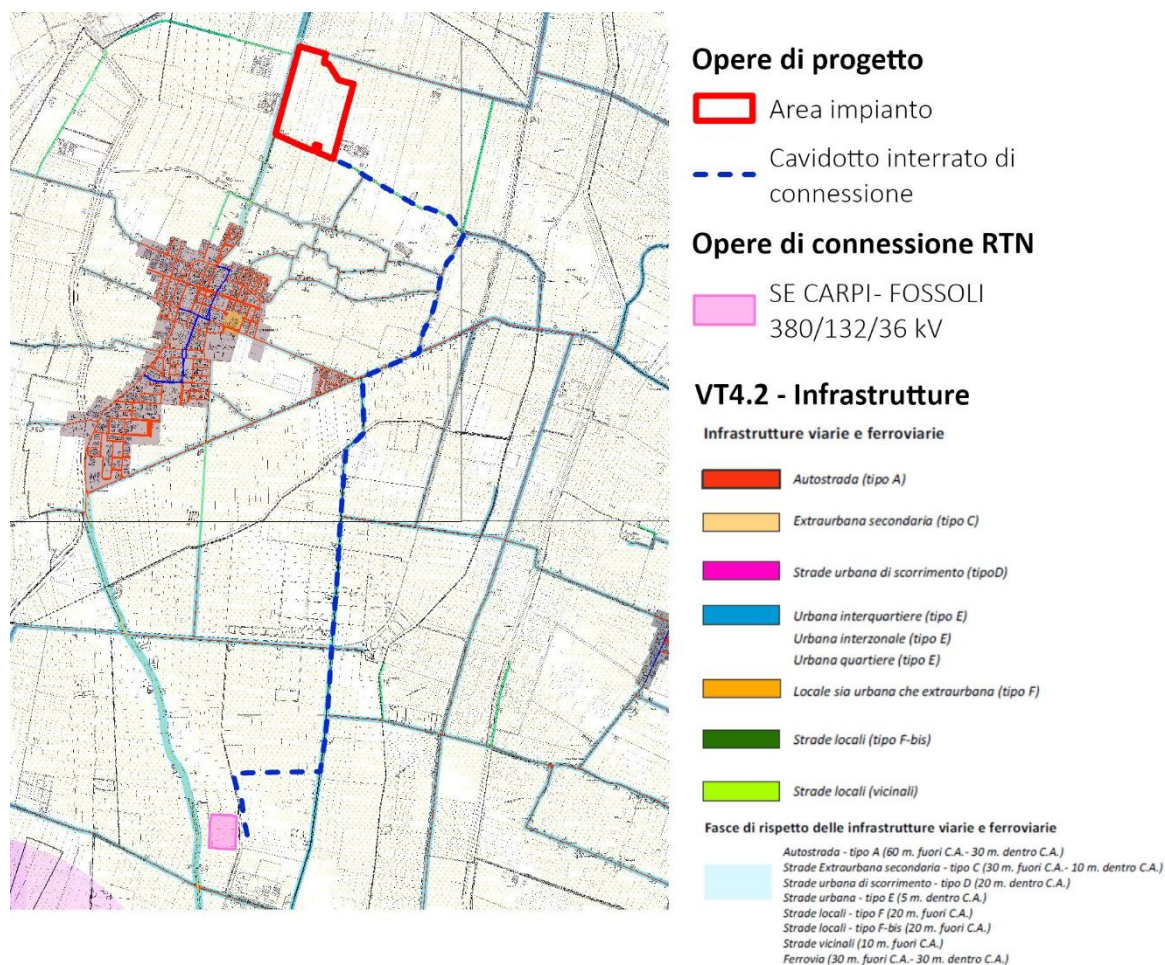 Opere di progetto
Area impianto
Cavidotto interrato di
connessione
Opere di connessione RTN
SE CARPI- FOSSOLI
380/132/36 kV
VT4.2 - Infrastrutture
Infrastrutture viarie e ferroviarie
Autostrada (tipo A)
Extraurbana secondaria (tipo C)
Strade urbana di scorrimento (tipoD)
Urbana interquartiere (tipo E)
Urbana interzonale (tipo E)
Urbana quartiere (tipo E)
Locale sia urbana che extraurbana (tipo F)
Strade locali (tipo F-bis)
Strade locali (vicinali)
Fasce di rispetto delle infrastrutture viarie e ferroviarie
Autostrada - tipo A (60 m. fuori C.A.- 30 m. dentro C.A.)
Strade Extraurbana secondaria - tipo C (30 m. fuori C.A.- 10 m. dentro C.A.)
Strade urbana di scorrimento - tipo D (20 m. dentro C.A.)
Strade urbana - tipo E (5 m. dentro C.A.)
Strade locali - tipo F (20 m. fuori C.A.)
Strade locali - tipo F-bis (20 m. fuori C.A.)
Strade vicinali (10 m. fuori C.A.)
Ferrovia (30 m. fuori C.A.- 30 m. dentro C.A.)